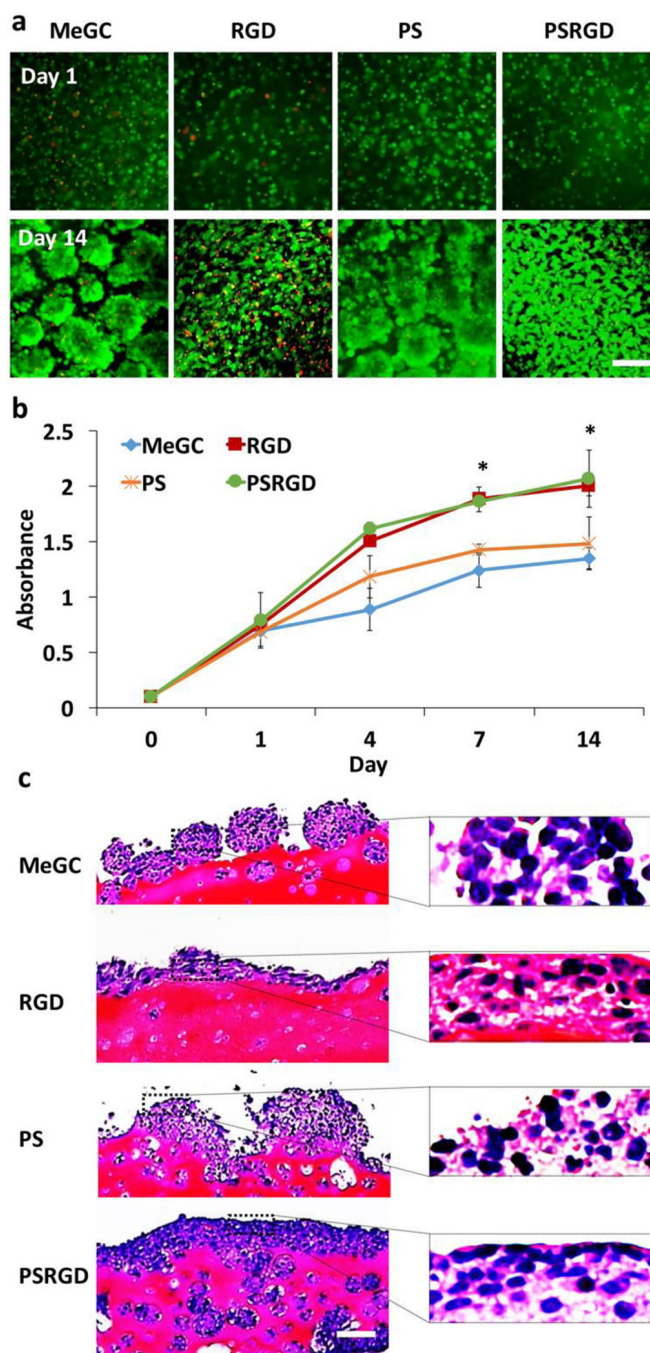 a
MeGC RGD PS PSRGD
Day 1
Day 14
b
2.5
2
1.5
1
0.5
0
Absorbance
MeGC RGD
PS PSRGD
*
*
0 1 4 7 14
Day
c
MeGC
RGD
PS
PSRGD